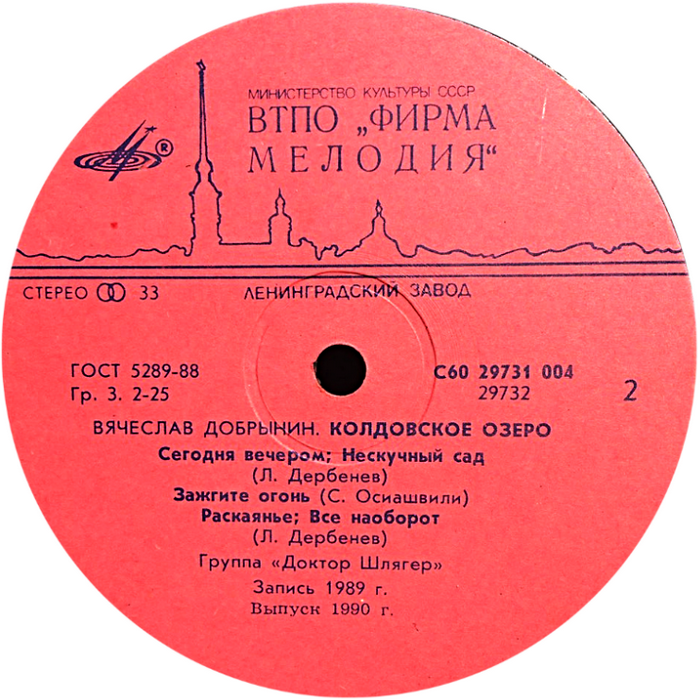 МИНИСТЕРСТВО КУЛЬТУРЫ СССР
ВТПО „ФИРМА
МЕЛОДИЯ“
®
СТЕРЕО 33 ЛЕНИНГРАДСКИЙ ЗАВОД
ГОСТ 5289-88 С60 29731 004
Гр. 3. 2-25 29732 2
ВЯЧЕСЛАВ ДОБРЫНИН. КОЛДОВСКОЕ ОЗЕРО
Сегодня вечером; Нескучный сад
(Л. Дербенев)
Зажгите огонь (С. Осиашвили)
Раскаянье; Все наоборот
(Л. Дербенев)
Группа «Доктор Шлягер»
Запись 1989 г.
Выпуск 1990 г.